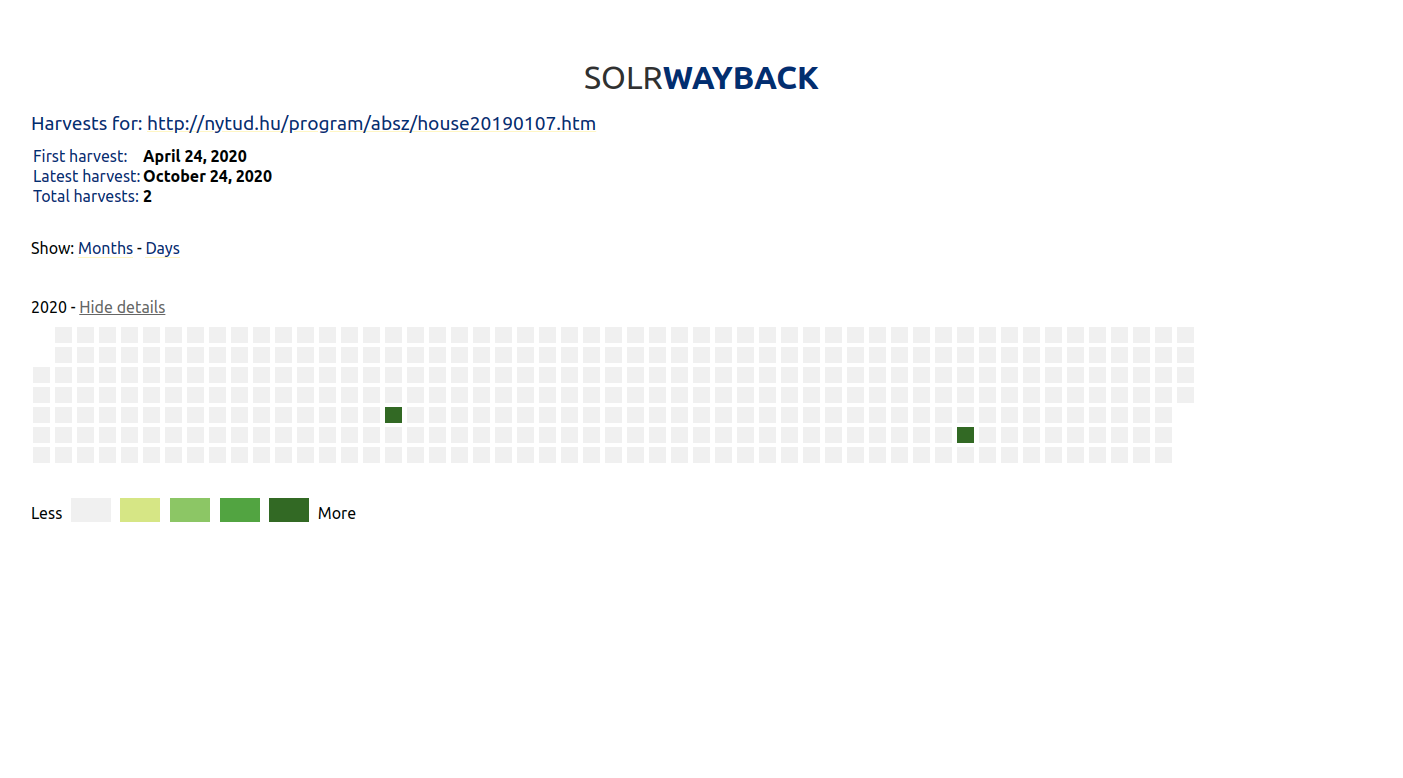 SOLRWAYBACK
Harvests for: http://nytud.hu/program/absz/house20190107.htm
First harvest: April 24, 2020
Latest harvest: October 24, 2020
Total harvests: 2
Show: Months - Days
2020 - Hide details
Less More